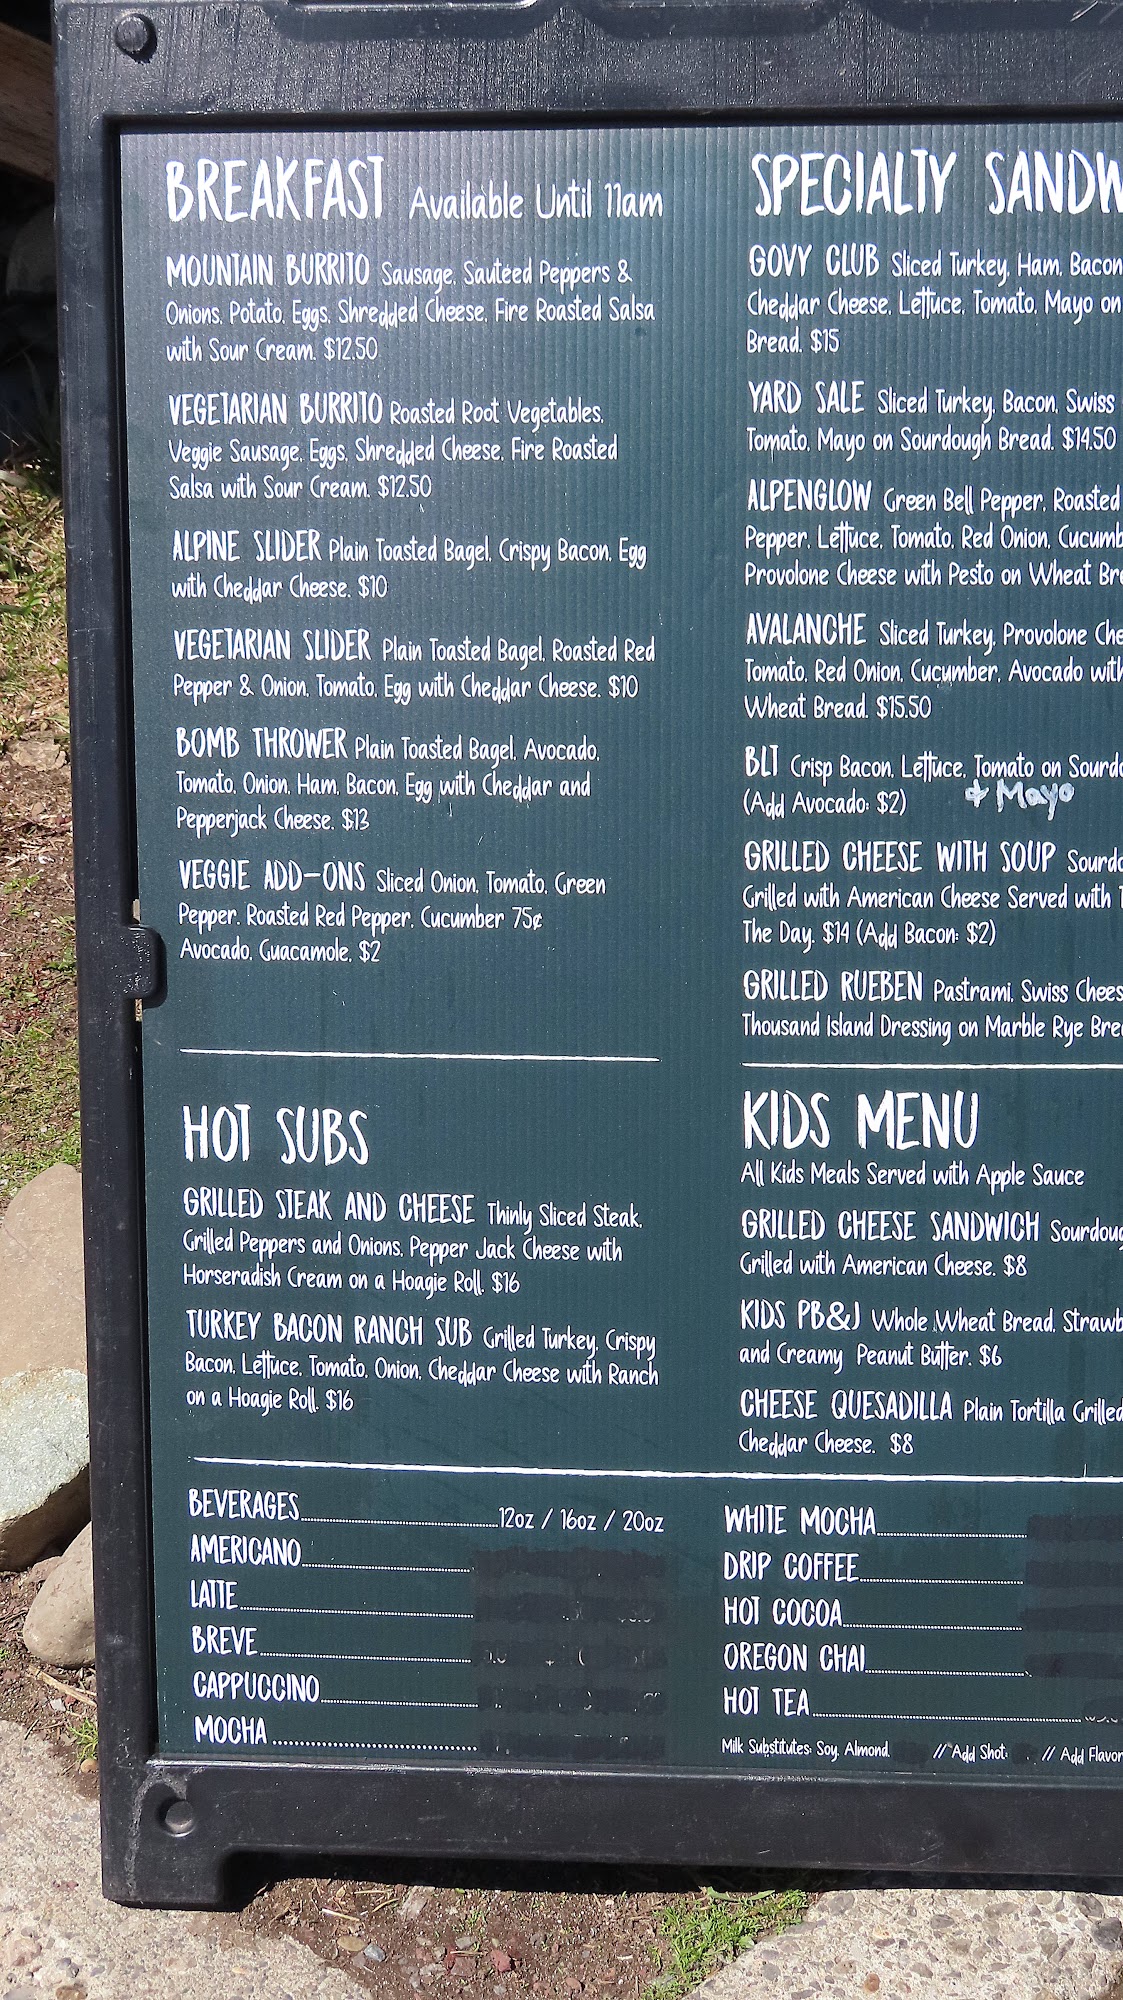 BREAKFAST Available Until 11am
MOUNTAIN BURRITO Sausage, Sautéed Peppers &
Onions, Potato, Eggs, Shredded Cheese, Fire Roasted Salsa
with Sour Cream. $12.50
VEGETARIAN BURRITO Roasted Root Vegetables,
Veggie Sausage, Eggs, Shredded Cheese, Fire Roasted
Salsa with Sour Cream. $12.50
ALPINE SLIDER Plain Toasted Bagel, Crispy Bacon, Egg
with Cheddar Cheese. $10
VEGETARIAN SLIDER Plain Toasted Bagel, Roasted Red
Pepper & Onion, Tomato, Egg with Cheddar Cheese. $10
BOMB THROWER Plain Toasted Bagel, Avocado,
Tomato, Onion, Ham, Bacon, Egg with Cheddar and
Pepperjack Cheese. $13
VEGGIE ADD-ONS Sliced Onion, Tomato, Green
Pepper, Roasted Red Pepper, Cucumber 75¢
Avocado, Guacamole, $2
HOT SUBS
GRILLED STEAK AND CHEESE Thinly Sliced Steak,
Grilled Peppers and Onions, Pepper Jack Cheese with
Horseradish Cream on a Hoagie Roll. $16
TURKEY BACON RANCH SUB Grilled Turkey, Crispy
Bacon, Lettuce, Tomato, Onion, Cheddar Cheese with Ranch
on a Hoagie Roll. $16
BEVERAGES 12oz / 16oz / 20oz
AMERICANO
LATTE
BREVE
CAPPUCCINO
MOCHA
SPECIALTY SANDW
GOVY CLUB Sliced Turkey, Ham, Bacon
Cheddar Cheese, Lettuce, Tomato, Mayo on
Bread. $15
YARD SALE Sliced Turkey, Bacon, Swiss
Tomato, Mayo on Sourdough Bread. $14.50
ALPENGLOW Green Bell Pepper, Roasted
Pepper, Lettuce, Tomato, Red Onion, Cucumb
Provolone Cheese with Pesto on Wheat Bre
AVALANCHE Sliced Turkey, Provolone Che
Tomato, Red Onion, Cucumber, Avocado with
Wheat Bread. $15.50
BLT Crisp Bacon, Lettuce, Tomato on Sourdo
(Add Avocado: $2) + Mayo
GRILLED CHEESE WITH SOUP Sourdo
Grilled with American Cheese Served with
The Day. $14 (Add Bacon: $2)
GRILLED RUEBEN Pastrami, Swiss Chees
Thousand Island Dressing on Marble Rye Bre
KIDS MENU
All Kids Meals Served with Apple Sauce
GRILLED CHEESE SANDWICH Sourdoug
Grilled with American Cheese. $8
KIDS PB&J Whole Wheat Bread, Strawb
and Creamy Peanut Butter. $6
CHEESE QUESADILLA Plain Tortilla Grilled
Cheddar Cheese. $8
WHITE MOCHA
DRIP COFFEE
HOT COCOA
OREGON CHAI
HOT TEA
Milk Substitutes: Soy, Almond, // Add Shot: // Add Flavor